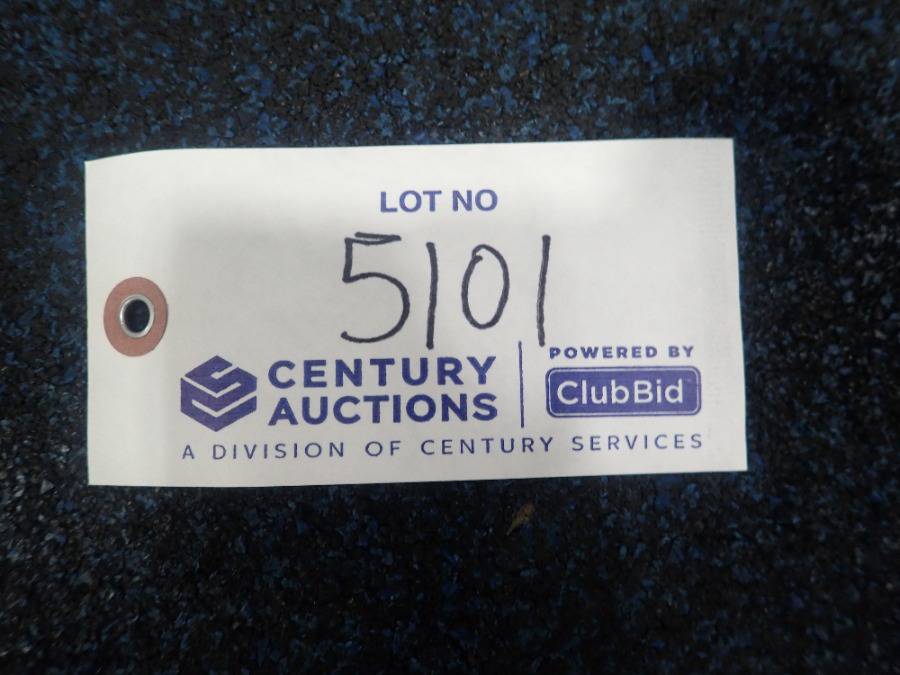 LOT NO
5101
CENTURY
AUCTIONS
POWERED BY
ClubBid
A DIVISION OF CENTURY SERVICES